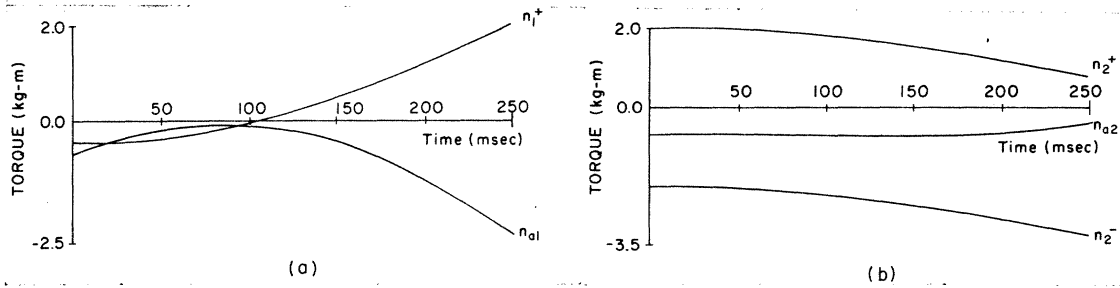 2.0
n₁⁺
50
100
150
200
250
0.0
Time (msec)
TORQUE (kg-m)
-2.5
nₐ₁
(a)
2.0
n₂⁺
50
100
150
200
250
0.0
nₐ₂
Time (msec)
TORQUE (kg-m)
n₂⁻
-3.5
(b)